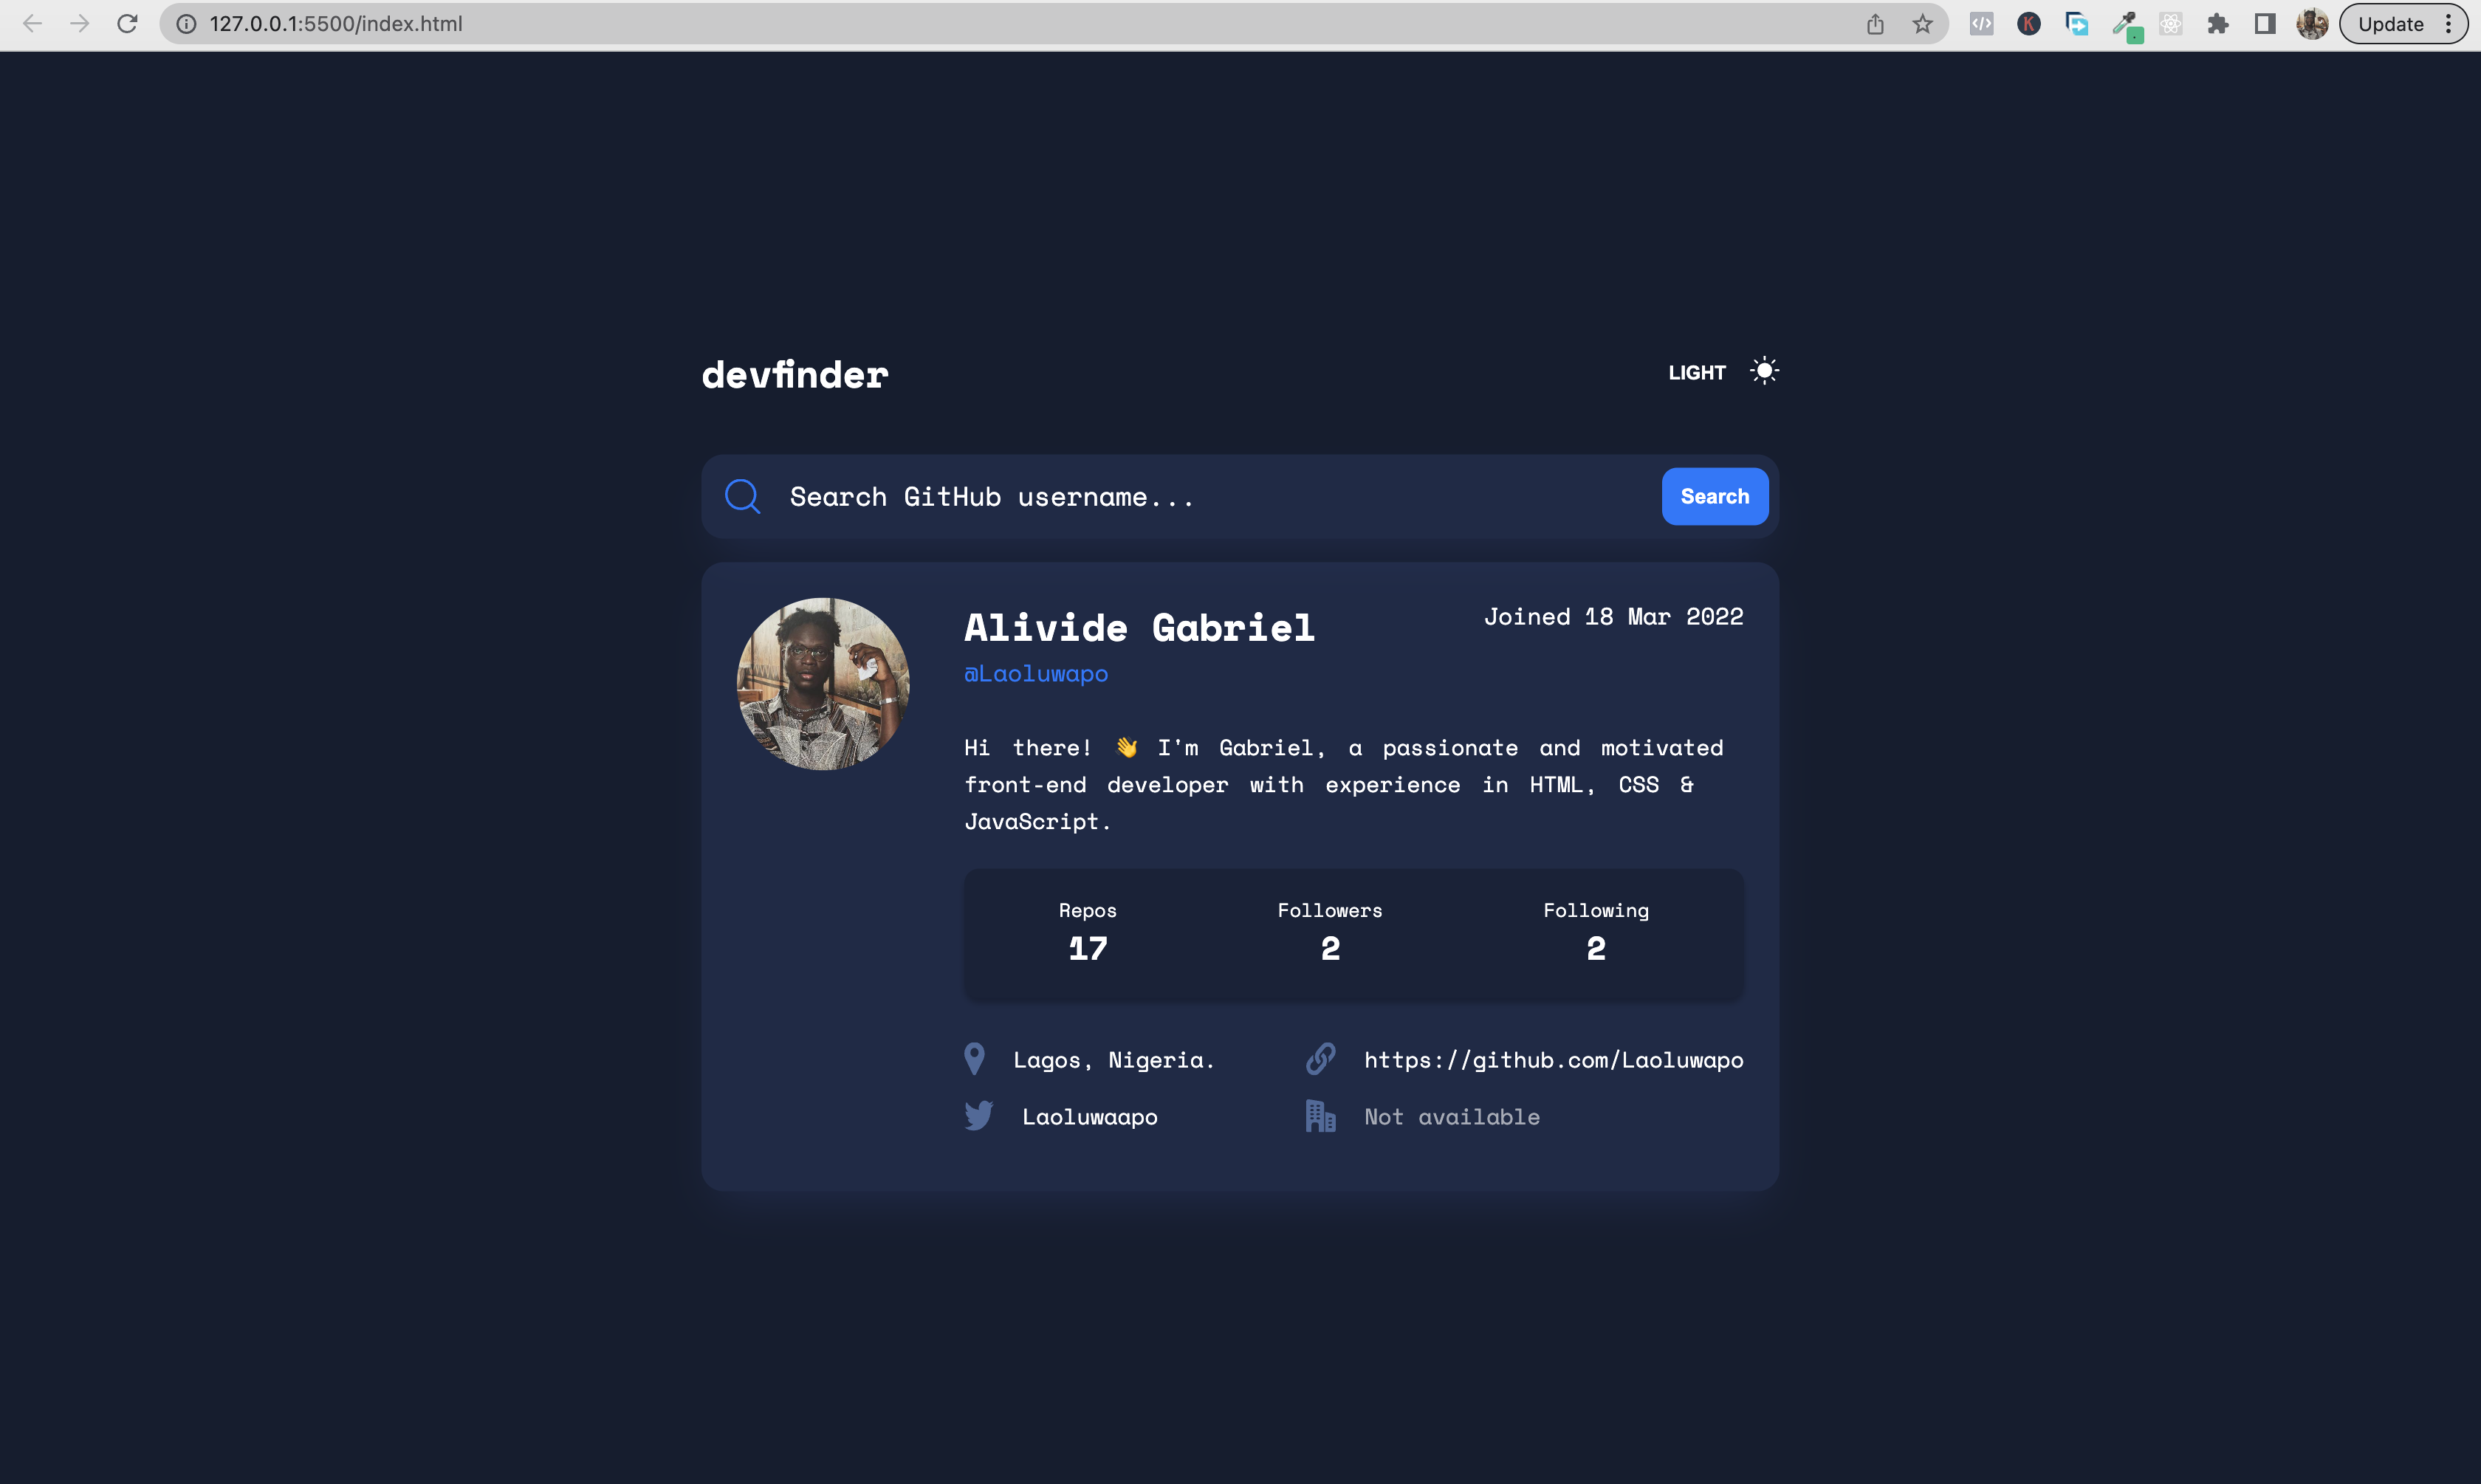 127.0.0.1:5500/index.html
Update
devfinder
LIGHT
Search GitHub username...
Search
Alivide Gabriel
Joined 18 Mar 2022
@Laoluwapo
Hi there! 👋 I'm Gabriel, a passionate and motivated
front-end developer with experience in HTML, CSS &
JavaScript.
Repos Followers Following
17 2 2
Lagos, Nigeria. https://github.com/Laoluwapo
Laoluwaapo Not available